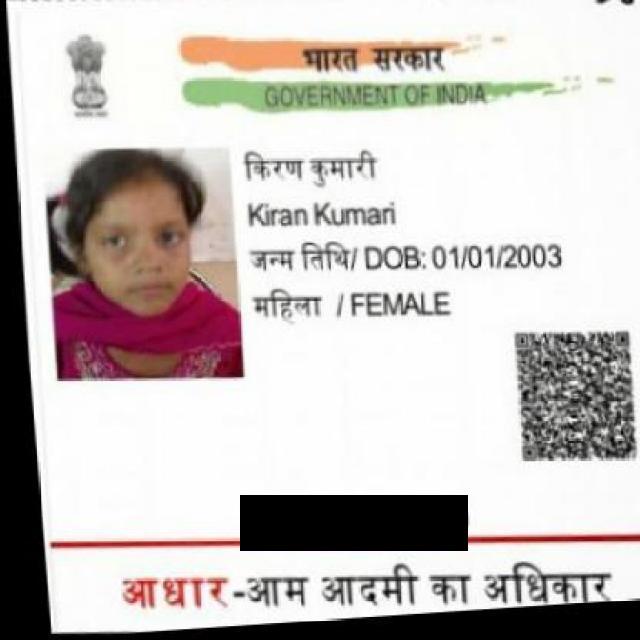 भारत सरकार
GOVERNMENT OF INDIA
किरण कुमारी
Kiran Kumari
जन्म तिथि/ DOB: 01/01/2003
महिला / FEMALE
आधार-आम आदमी का अधिकार